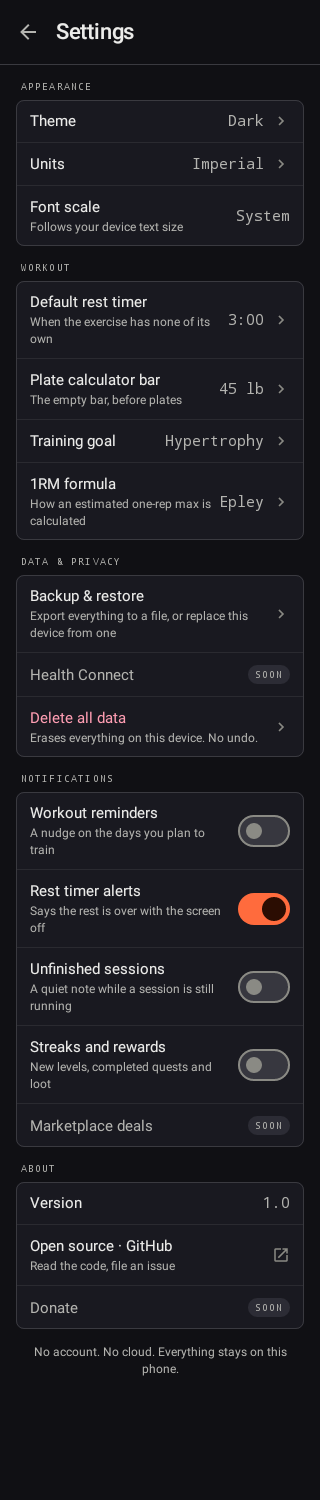 Settings
APPEARANCE
Theme
Dark
Units
Imperial
Font scale
Follows your device text size
System
WORKOUT
Default rest timer
When the exercise has none of its
own
3:00
Plate calculator bar
The empty bar, before plates
45 lb
Training goal
Hypertrophy
1RM formula
How an estimated one-rep max is
calculated
Epley
DATA & PRIVACY
Backup & restore
Export everything to a file, or replace this
device from one
Health Connect
SOON
Delete all data
Erases everything on this device. No undo.
NOTIFICATIONS
Workout reminders
A nudge on the days you plan to
train
Rest timer alerts
Says the rest is over with the screen
off
Unfinished sessions
A quiet note while a session is still
running
Streaks and rewards
New levels, completed quests and
loot
Marketplace deals
SOON
ABOUT
Version
1.0
Open source · GitHub
Read the code, file an issue
Donate
SOON
No account. No cloud. Everything stays on this
phone.